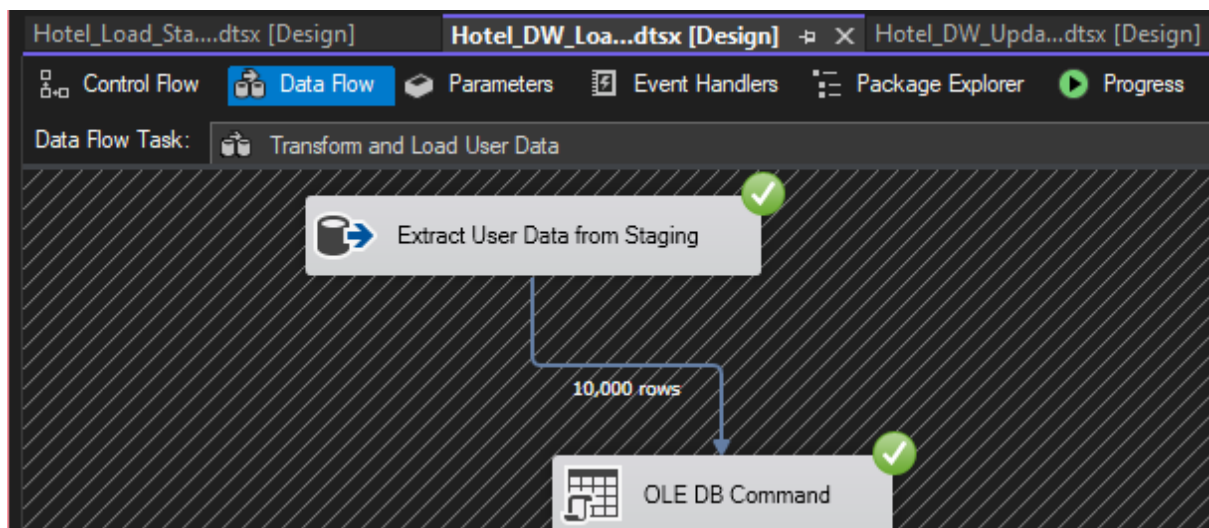 Hotel_Load_Sta....dtsx [Design] Hotel_DW_Loa...dtsx [Design] Hotel_DW_Upda...dtsx [Design]
Control Flow Data Flow Parameters Event Handlers Package Explorer Progress
Data Flow Task: Transform and Load User Data
Extract User Data from Staging
10,000 rows
OLE DB Command